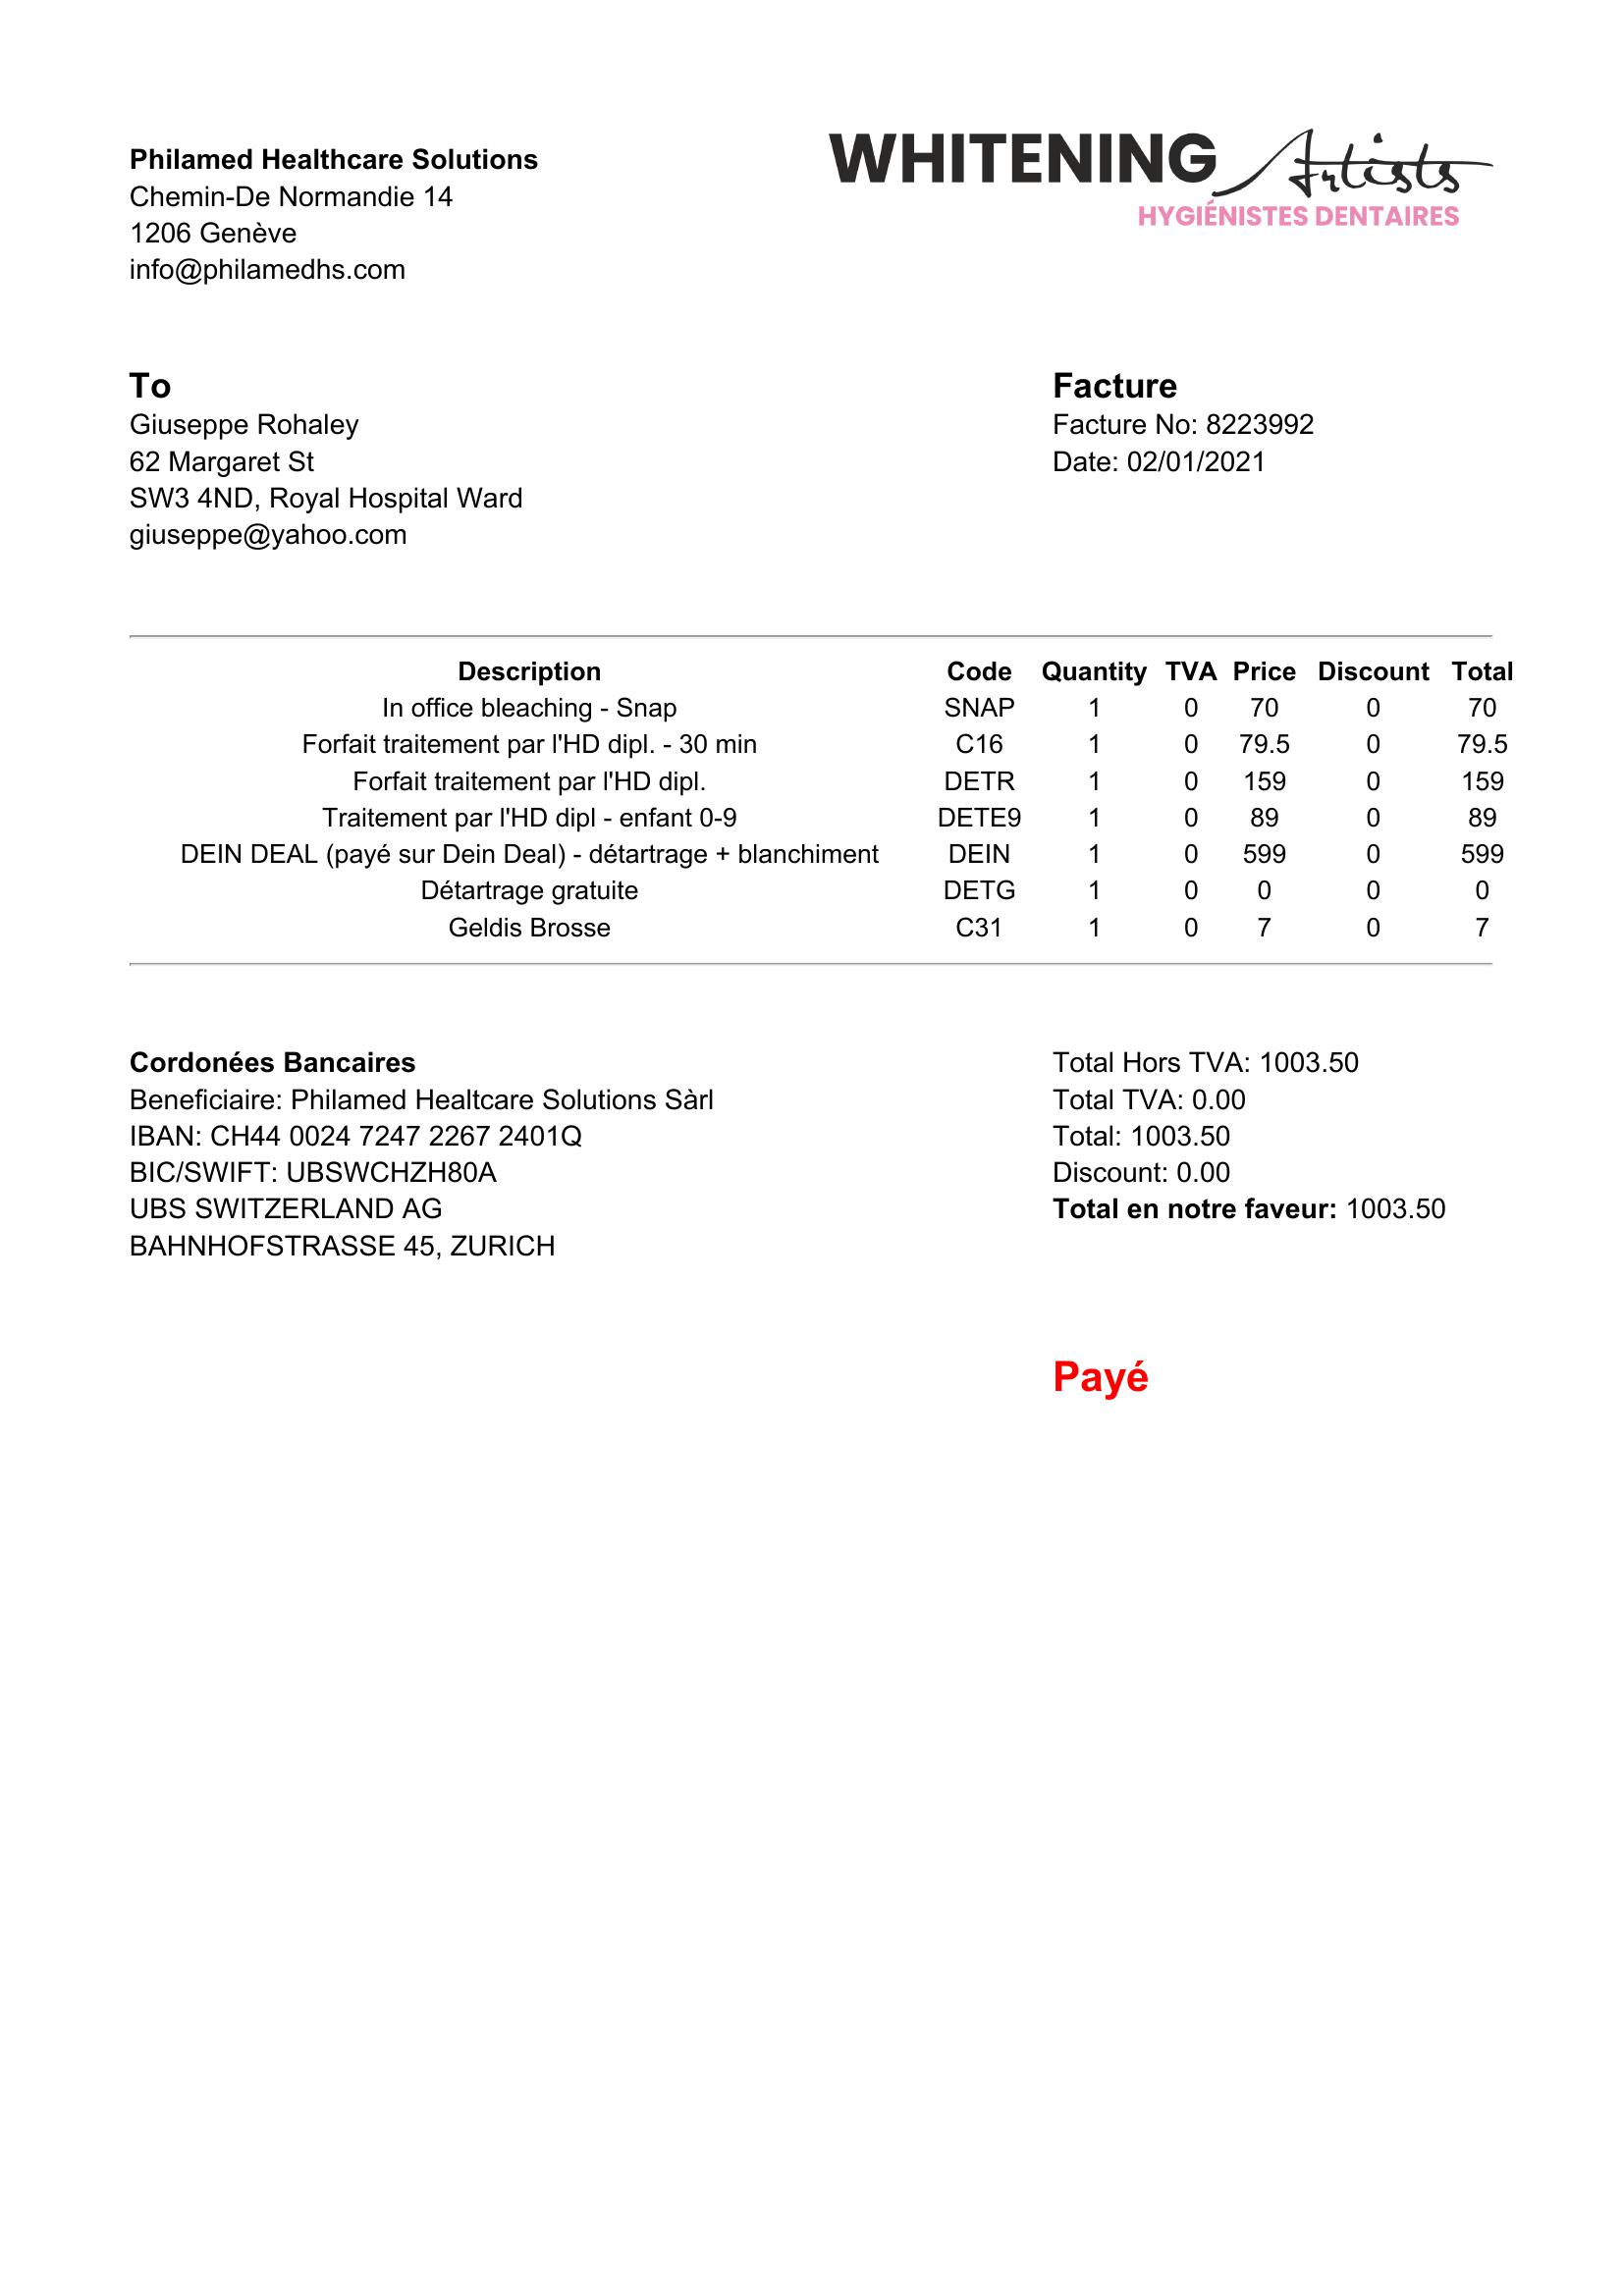 Philamed Healthcare Solutions
Chemin-De Normandie 14
1206 Genève
info@philamedhs.com
WHITENING Artists
HYGIÉNISTES DENTAIRES
To
Giuseppe Rohaley
62 Margaret St
SW3 4ND, Royal Hospital Ward
giuseppe@yahoo.com
Facture
Facture No: 8223992
Date: 02/01/2021
Description Code Quantity TVA Price Discount Total
In office bleaching - Snap SNAP 1 0 70 0 70
Forfait traitement par l'HD dipl. - 30 min C16 1 0 79.5 0 79.5
Forfait traitement par l'HD dipl. DETR 1 0 159 0 159
Traitement par l'HD dipl - enfant 0-9 DETE9 1 0 89 0 89
DEIN DEAL (payé sur Dein Deal) - détartrage + blanchiment DEIN 1 0 599 0 599
Détartrage gratuite DETG 1 0 0 0 0
Geldis Brosse C31 1 0 7 0 7
Cordonées Bancaires
Beneficiaire: Philamed Healtcare Solutions Sàrl
IBAN: CH44 0024 7247 2267 2401Q
BIC/SWIFT: UBSWCHZH80A
UBS SWITZERLAND AG
BAHNHOFSTRASSE 45, ZURICH
Total Hors TVA: 1003.50
Total TVA: 0.00
Total: 1003.50
Discount: 0.00
Total en notre faveur: 1003.50
Payé